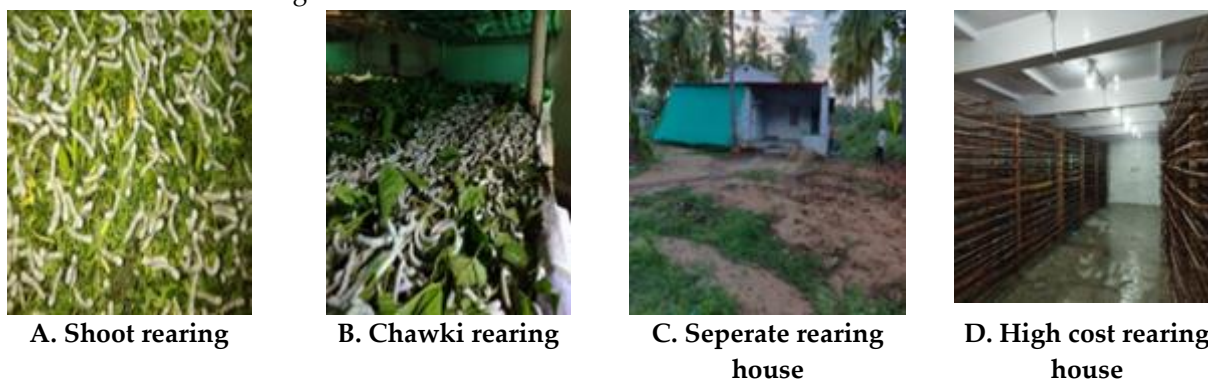 A. Shoot rearing
B. Chawki rearing
C. Seperate rearing
house
D. High cost rearing
house